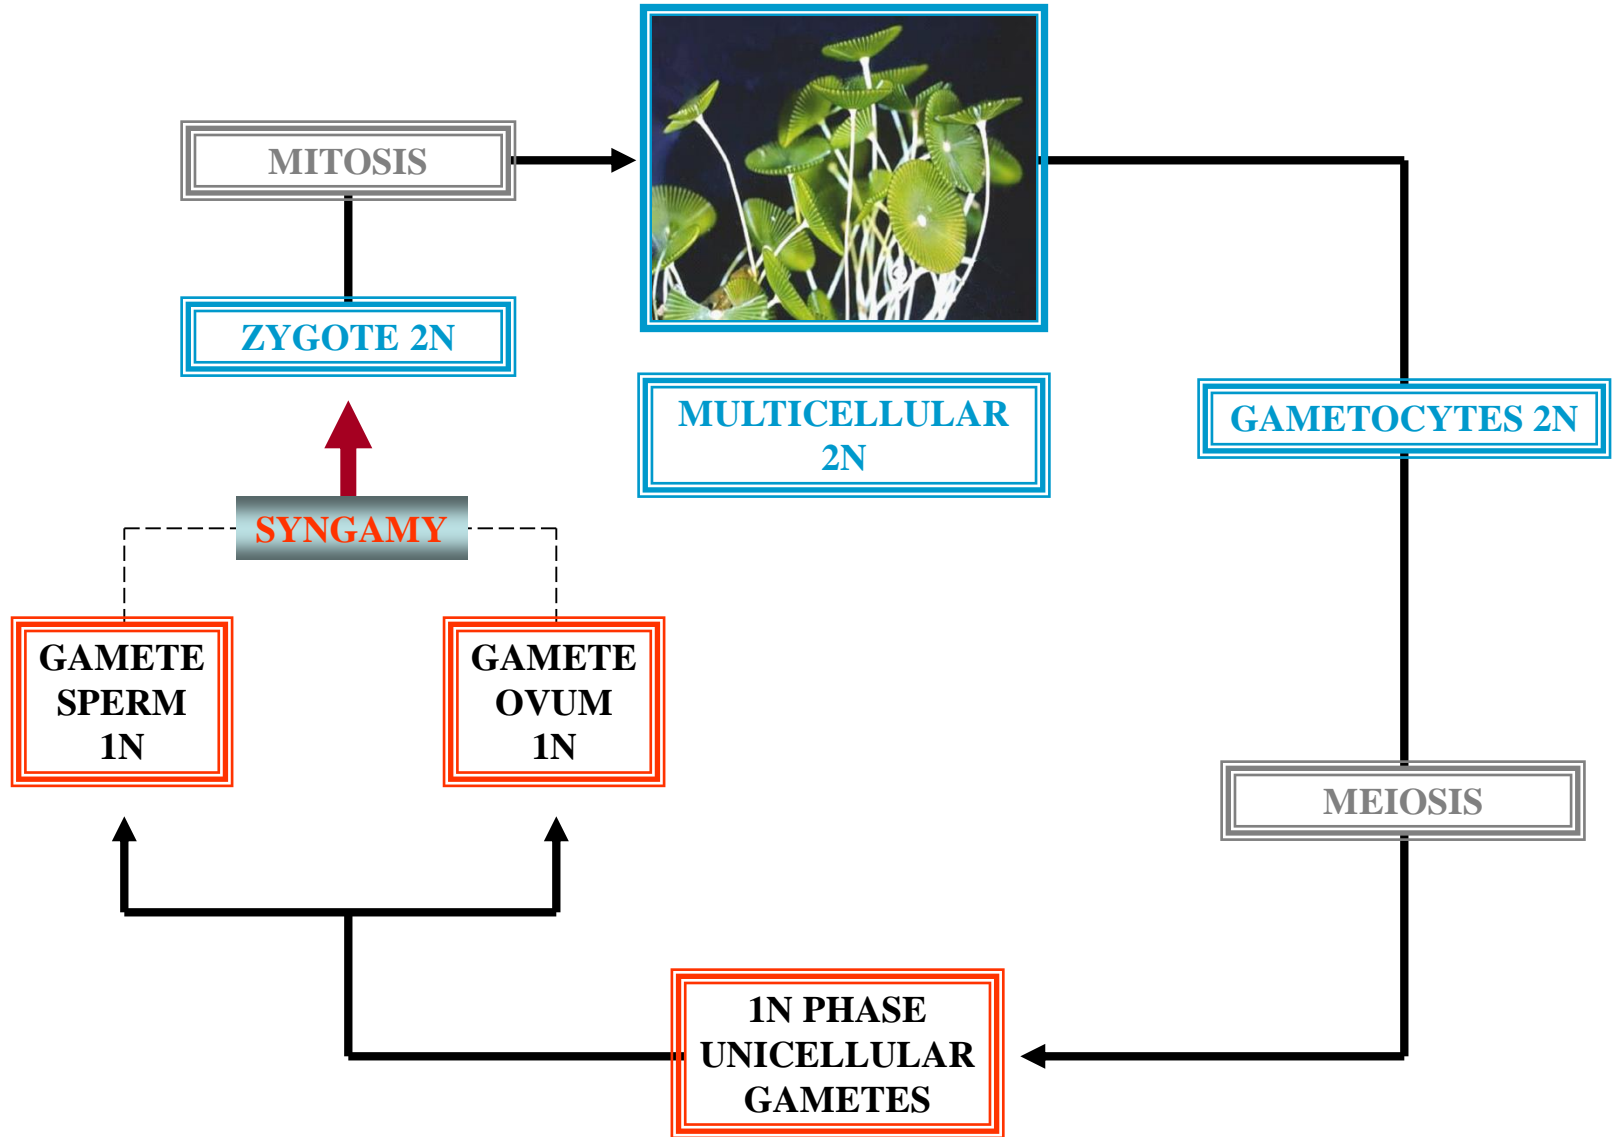 MITOSIS
ZYGOTE 2N
MULTICELLULAR
2N
GAMETOCYTES 2N
SYNGAMY
GAMETE
SPERM
1N
GAMETE
OVUM
1N
MEIOSIS
1N PHASE
UNICELLULAR
GAMETES